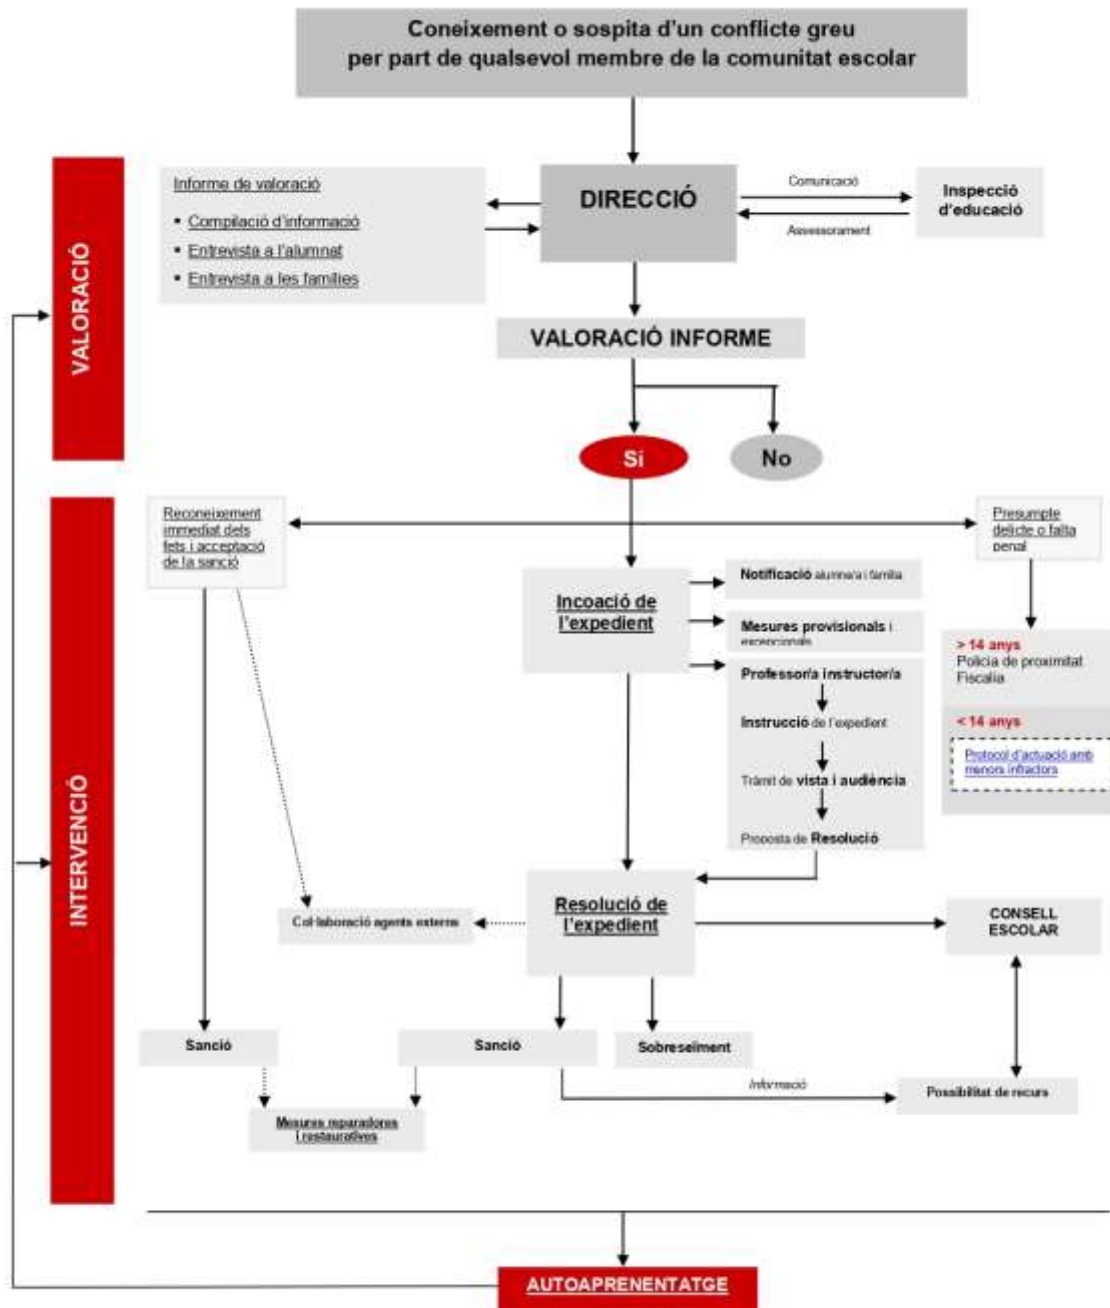 Coneixement o sospita d'un conflicte greu
per part de qualsevol membre de la comunitat escolar
VALORACIÓ
Informe de valoració
▪ Compilació d'informació
▪ Entrevista a l'alumnat
▪ Entrevista a les famílies
DIRECCIÓ
Comunicació
Assessorament
Inspecció
d'educació
VALORACIÓ INFORME
Sí
No
INTERVENCIÓ
Reconeixement
immediat dels
fets i acceptació
de la sanció
Presumpte
delicte o falta
penal
Incoació de
l'expedient
Notificació alumne/a i família
Mesures provisionals i
excepcionals
Professor/a instructor/a
Instrucció de l'expedient
Tràmit de vista i audiència
Proposta de Resolució
> 14 anys
Policia de proximitat
Fiscalia
< 14 anys
Protocol d'actuació amb
menors infractors
Col·laboració agents externs
Resolució de
l'expedient
CONSELL
ESCOLAR
Sanció
Sanció
Sobreseïment
Informació
Possibilitat de recurs
Mesures reparadores
i restauratives
AUTOAPRENENTATGE